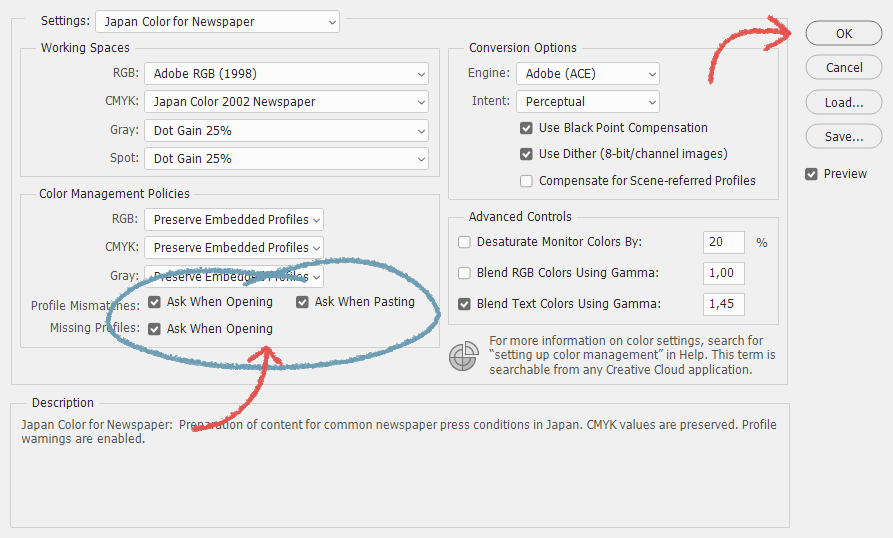 Settings: Japan Color for Newspaper
Working Spaces
RGB: Adobe RGB (1998)
CMYK: Japan Color 2002 Newspaper
Gray: Dot Gain 25%
Spot: Dot Gain 25%
Color Management Policies
RGB: Preserve Embedded Profiles
CMYK: Preserve Embedded Profiles
Gray: Preserve Embedded Profiles
Profile Mismatches: Ask When Opening Ask When Pasting
Missing Profiles: Ask When Opening
Conversion Options
Engine: Adobe (ACE)
Intent: Perceptual
Use Black Point Compensation
Use Dither (8-bit/channel images)
Compensate for Scene-referred Profiles
Advanced Controls
Desaturate Monitor Colors By: 20 %
Blend RGB Colors Using Gamma: 1,00
Blend Text Colors Using Gamma: 1,45
For more information on color settings, search for
“setting up color management” in Help. This term is
searchable from any Creative Cloud application.
OK
Cancel
Load...
Save...
Preview
Description
Japan Color for Newspaper: Preparation of content for common newspaper press conditions in Japan. CMYK values are preserved. Profile
warnings are enabled.